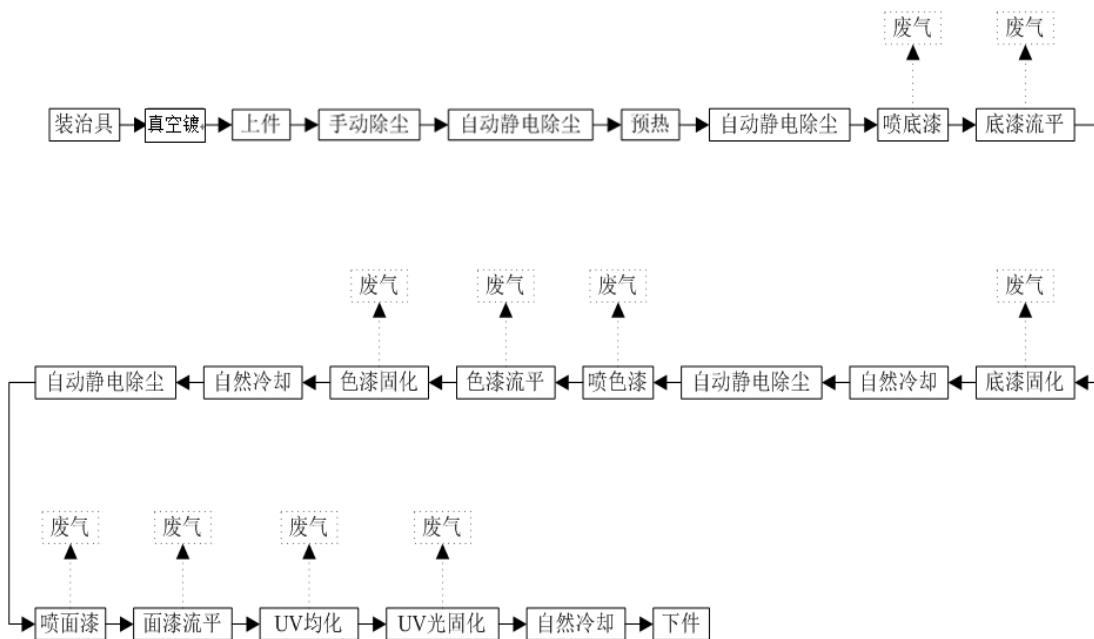 废气 废气
装治具 真空镀 上件 手动除尘 自动静电除尘 预热 自动静电除尘 喷底漆 底漆流平
废气 废气 废气 废气
自动静电除尘 自然冷却 色漆固化 色漆流平 喷色漆 自动静电除尘 自然冷却 底漆固化
废气 废气 废气 废气
喷面漆 面漆流平 UV均化 UV光固化 自然冷却 下件